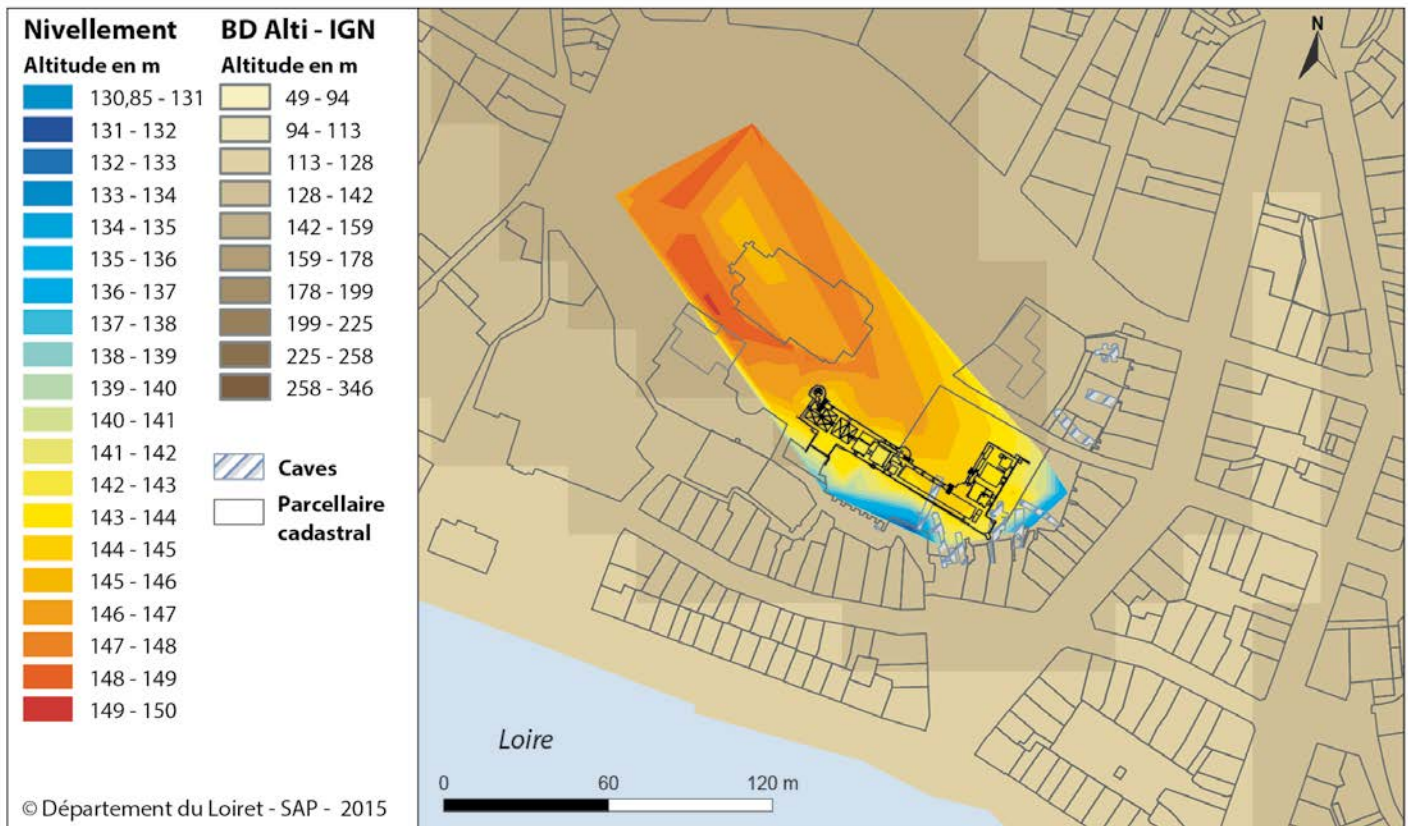 Nivellement
Altitude en m
130,85 - 131
131 - 132
132 - 133
133 - 134
134 - 135
135 - 136
136 - 137
137 - 138
138 - 139
139 - 140
140 - 141
141 - 142
142 - 143
143 - 144
144 - 145
145 - 146
146 - 147
147 - 148
148 - 149
149 - 150
BD Alti - IGN
Altitude en m
49 - 94
94 - 113
113 - 128
128 - 142
142 - 159
159 - 178
178 - 199
199 - 225
225 - 258
258 - 346
Caves
Parcellaire
cadastral
© Département du Loiret - SAP - 2015
N
Loire
0 60 120 m